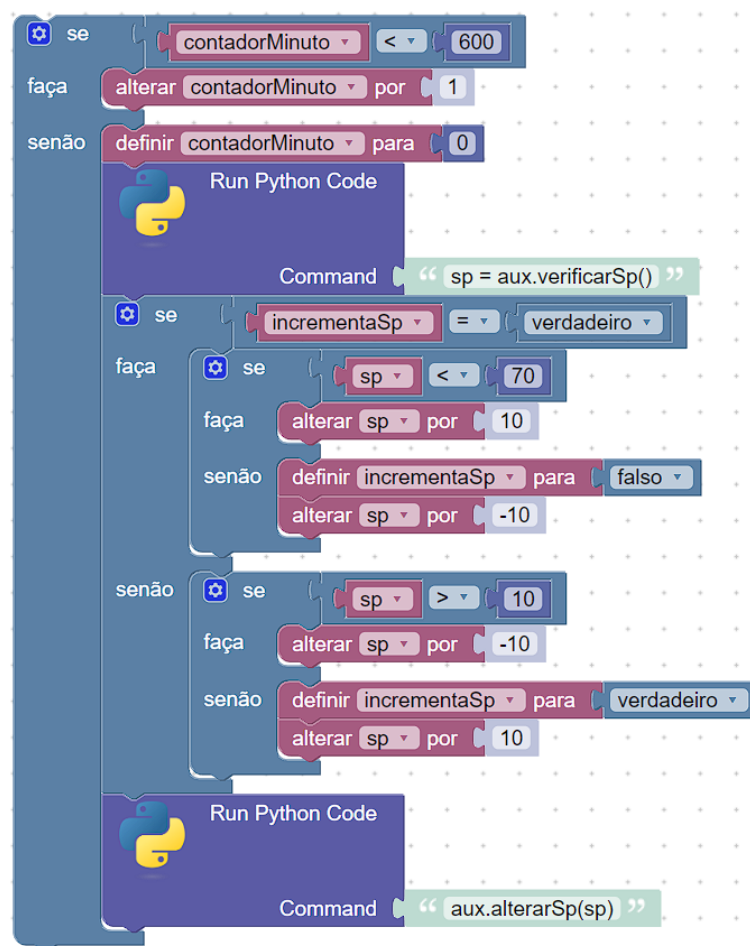 se contadorMinuto < 600
faça alterar contadorMinuto por 1
senão definir contadorMinuto para 0
Run Python Code
Command “ sp = aux.verificarSp() ”
se incrementaSp = verdadeiro
faça se sp < 70
faça alterar sp por 10
senão definir incrementaSp para falso
alterar sp por -10
senão se sp > 10
faça alterar sp por -10
senão definir incrementaSp para verdadeiro
alterar sp por 10
Run Python Code
Command “ aux.alterarSp(sp) ”